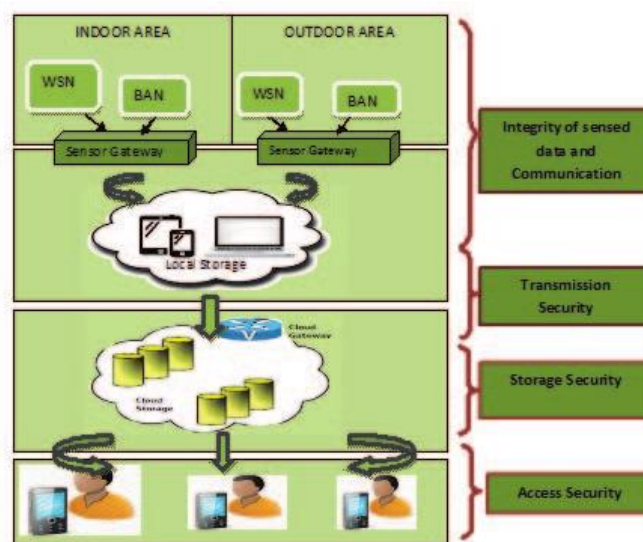 INDOOR AREA
OUTDOOR AREA
WSN
BAN
WSN
BAN
Sensor Gateway
Sensor Gateway
Local Storage
Cloud
Gateway
Cloud
Storage
Integrity of sensed
data and
Communication
Transmission
Security
Storage Security
Access Security